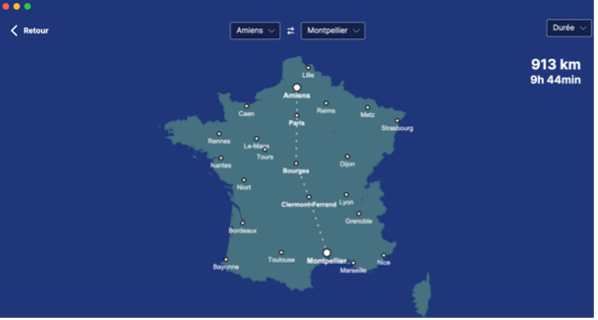 Retour
Amiens
Montpellier
Durée
913 km
9h 44min
Lille
Amiens
Caen
Reims
Metz
Paris
Strasbourg
Rennes
Le-Mans
Tours
Nantes
Dijon
Bourges
Niort
Clermont-Ferrand
Lyon
Grenoble
Bordeaux
Montpellier
Toulouse
Bayonne
Marseille
Nice